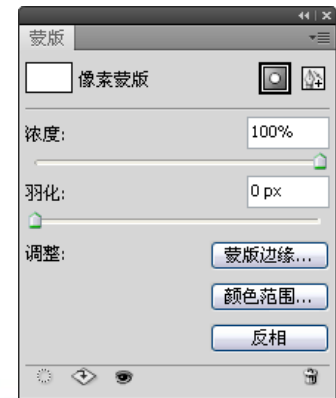 蒙版
像素蒙版
浓度: 100%
羽化: 0 px
调整: 蒙版边缘...
颜色范围...
反相